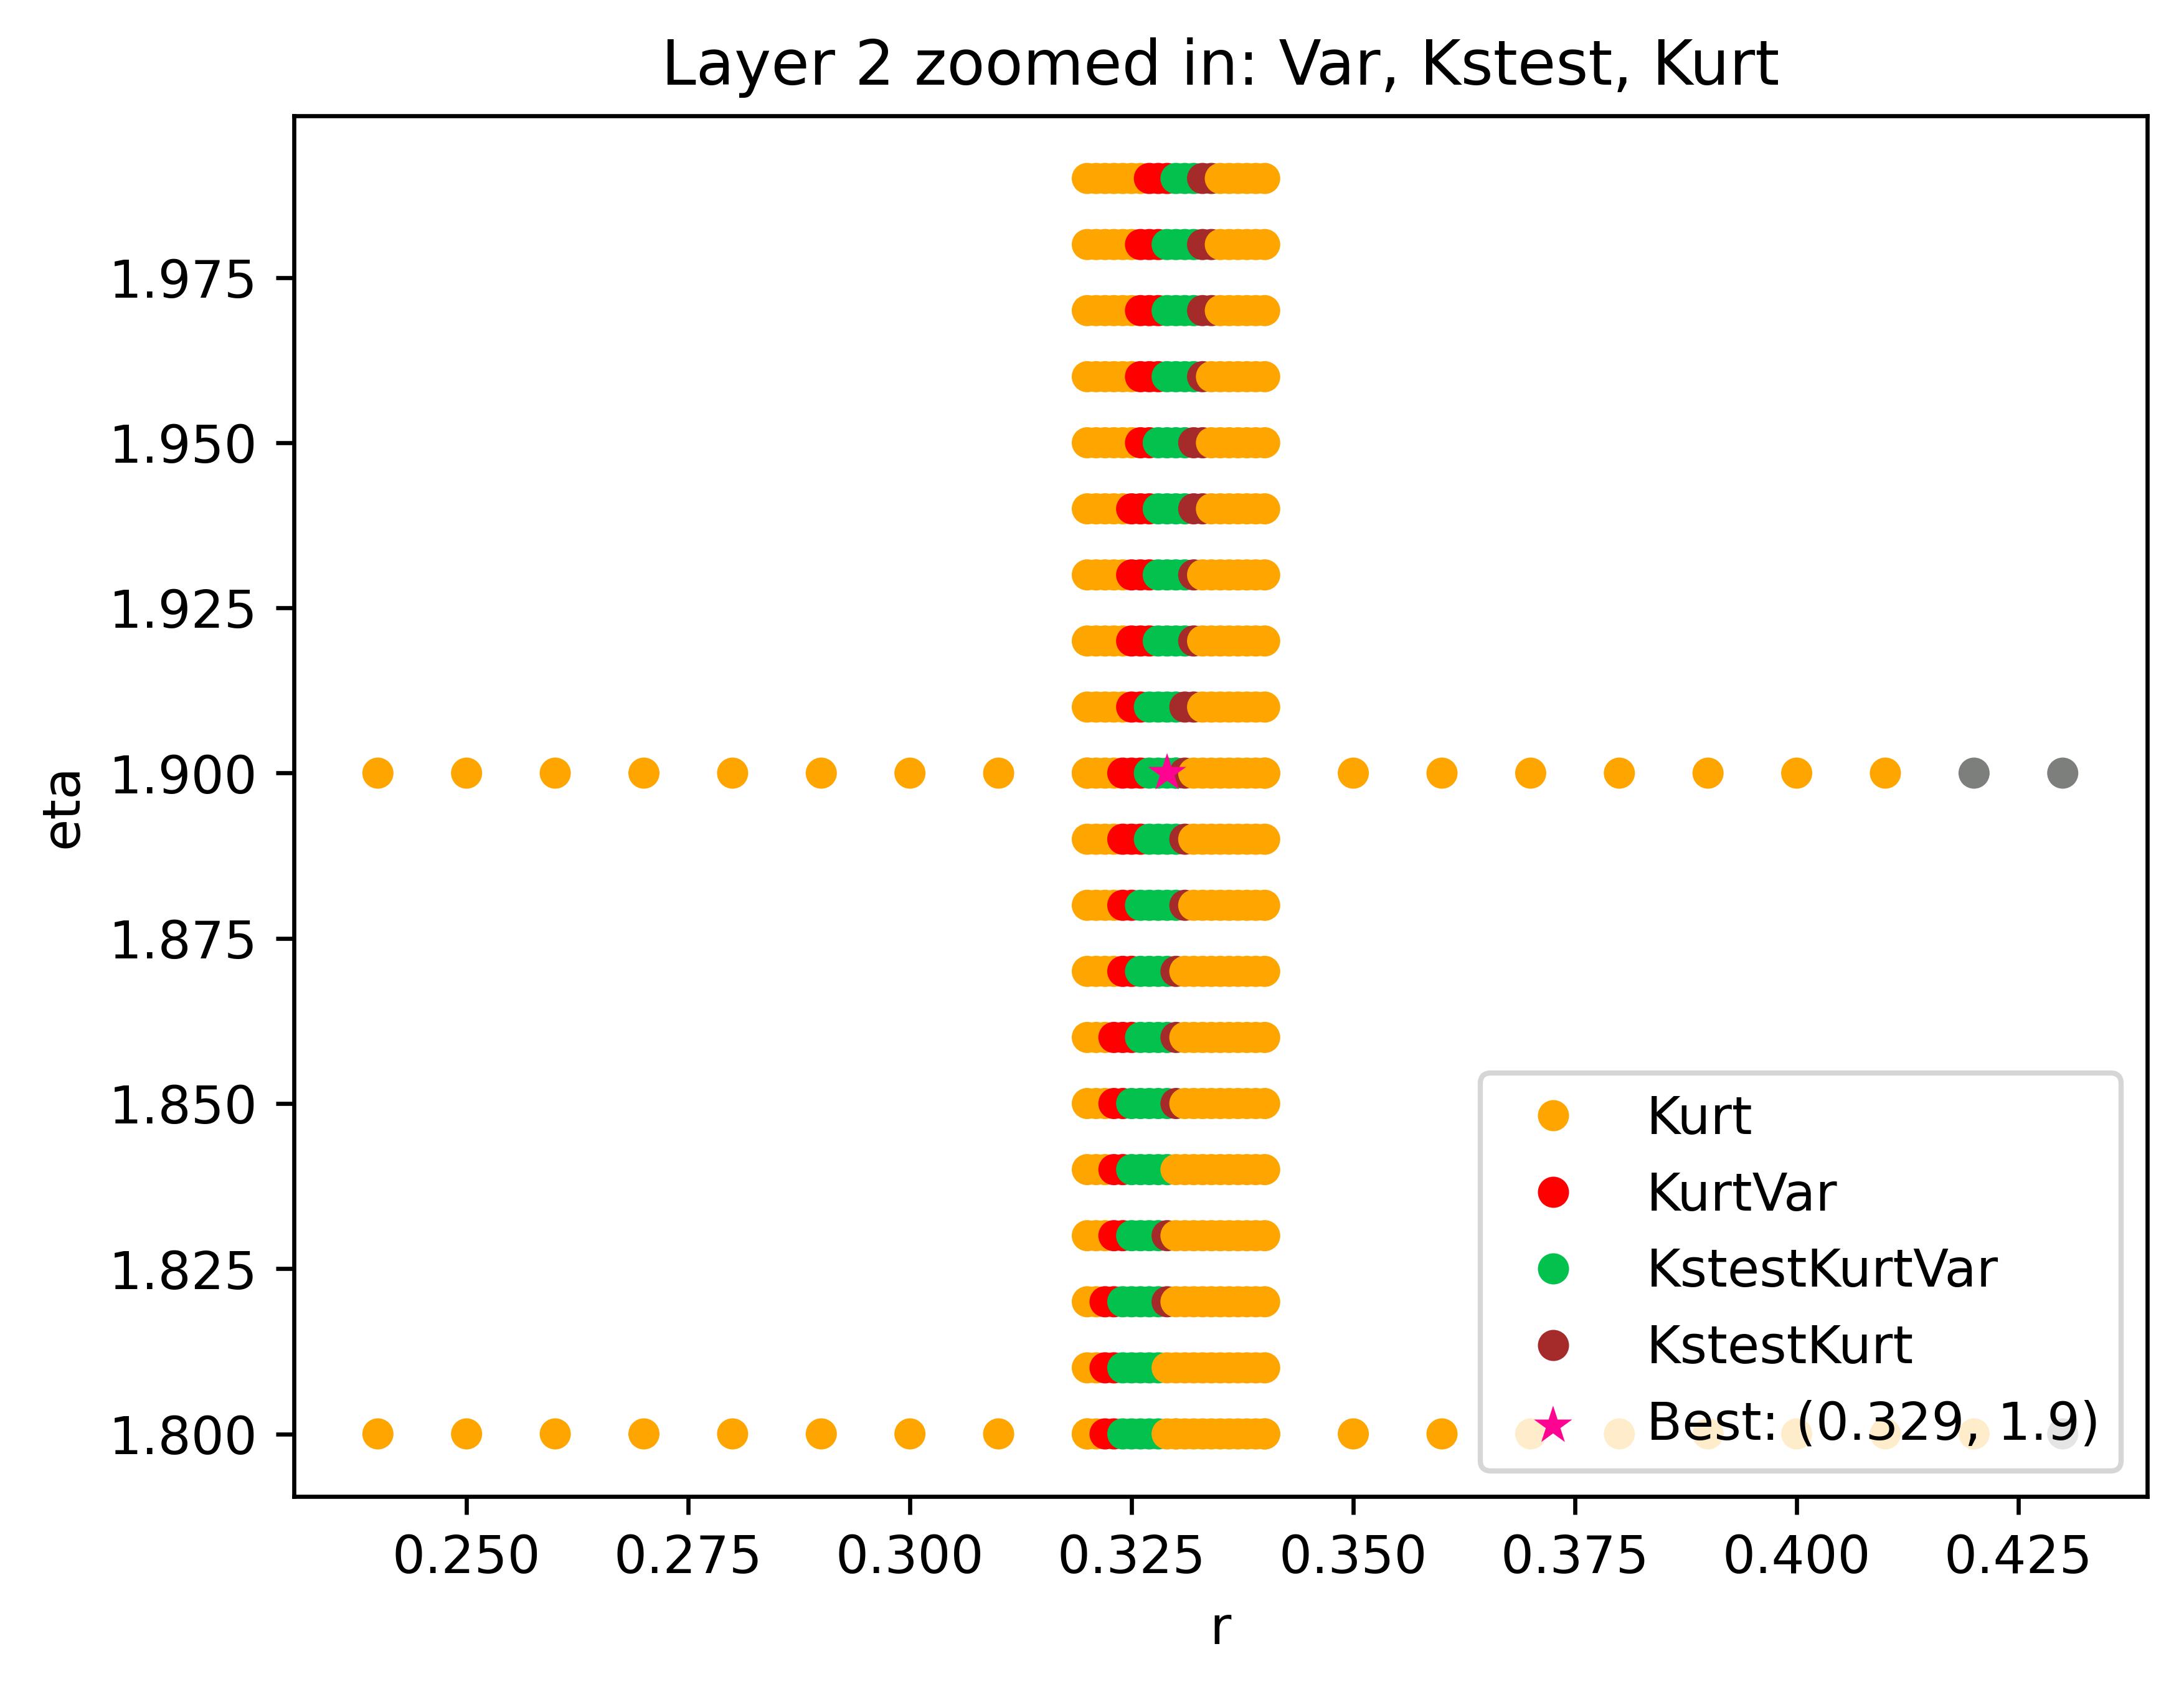 Layer 2 zoomed in: Var, Kstest, Kurt
1.975
1.950
1.925
1.900
1.875
1.850
1.825
1.800
eta
Kurt
KurtVar
KstestKurtVar
KstestKurt
Best: (0.329, 1.9)
0.250 0.275 0.300 0.325 0.350 0.375 0.400 0.425
r